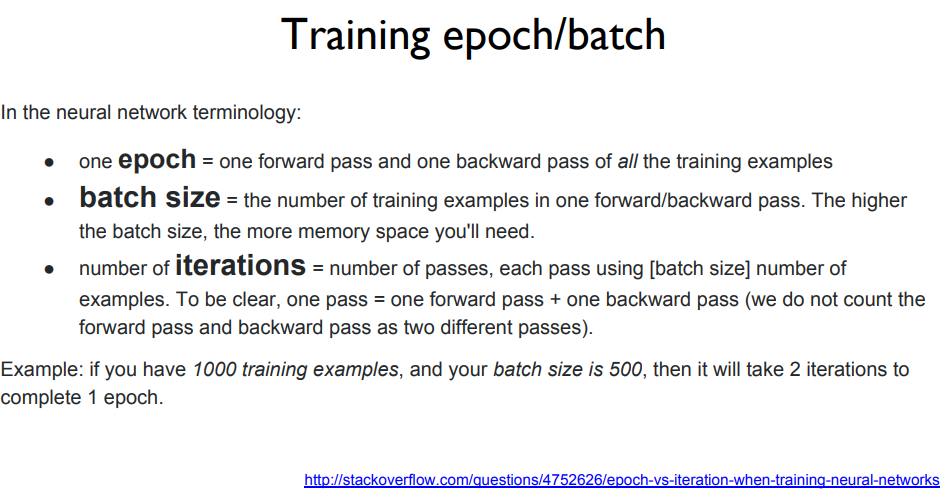 Training epoch/batch
In the neural network terminology:
● one epoch = one forward pass and one backward pass of all the training examples
● batch size = the number of training examples in one forward/backward pass. The higher
the batch size, the more memory space you'll need.
● number of iterations = number of passes, each pass using [batch size] number of
examples. To be clear, one pass = one forward pass + one backward pass (we do not count the
forward pass and backward pass as two different passes).
Example: if you have 1000 training examples, and your batch size is 500, then it will take 2 iterations to
complete 1 epoch.
http://stackoverflow.com/questions/4752626/epoch-vs-iteration-when-training-neural-networks